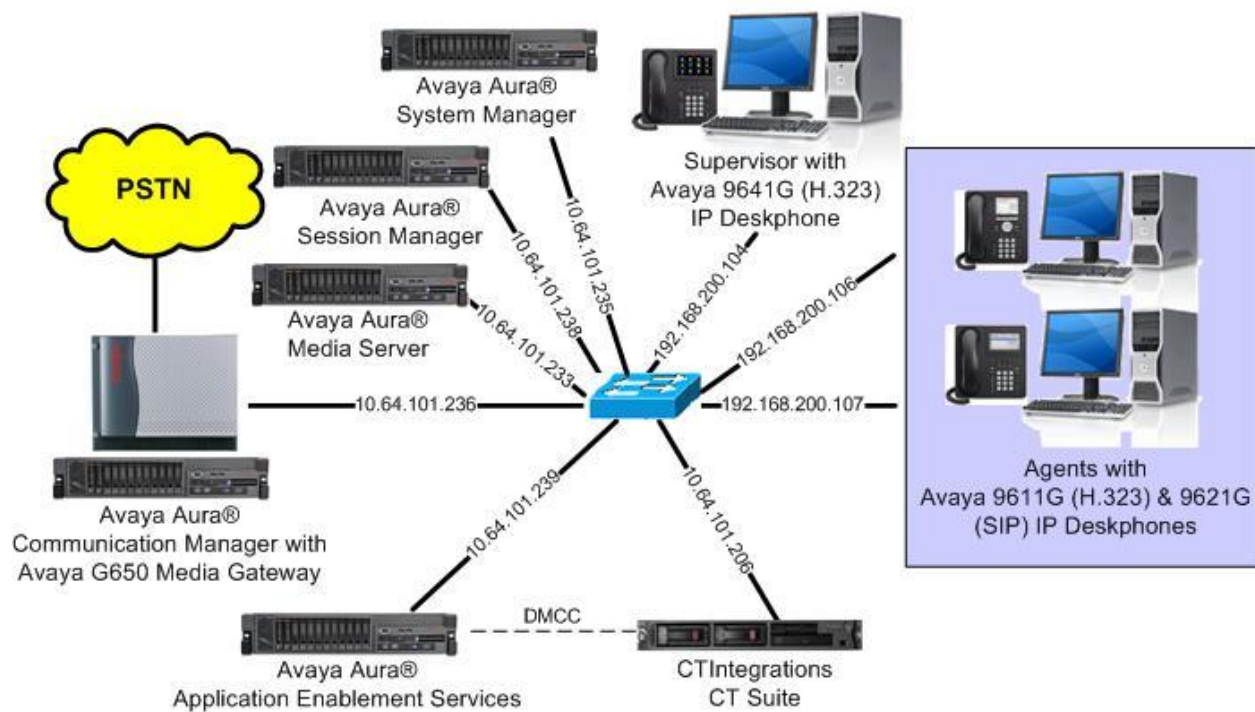 Avaya Aura®
System Manager
PSTN
Avaya Aura®
Session Manager
Avaya Aura®
Media Server
Supervisor with
Avaya 9641G (H.323)
IP Deskphone
10.64.101.235
10.64.101.238
10.64.101.233
192.168.200.104
192.168.200.106
10.64.101.236
192.168.200.107
Agents with
Avaya 9611G (H.323) & 9621G
(SIP) IP Deskphones
Avaya Aura®
Communication Manager with
Avaya G650 Media Gateway
10.64.101.239
10.64.101.206
DMCC
Avaya Aura®
Application Enablement Services
CTIntegrations
CT Suite